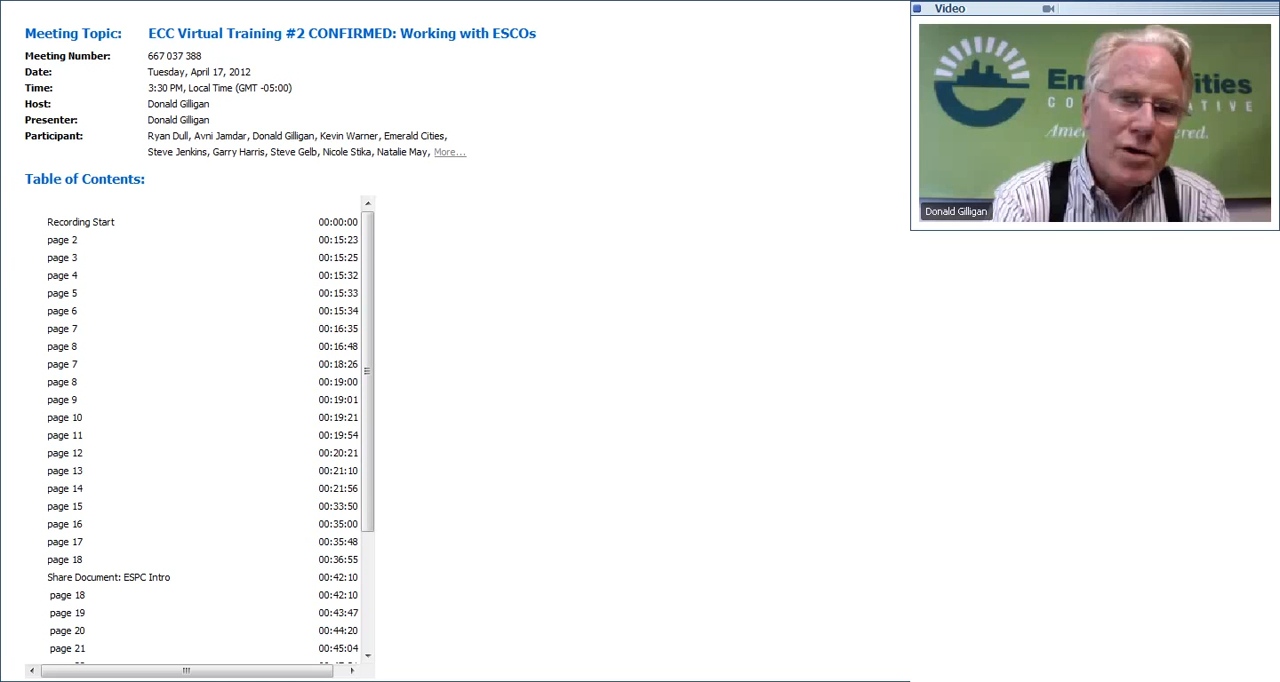 Meeting Topic: ECC Virtual Training #2 CONFIRMED: Working with ESCOs
Meeting Number: 667 037 388
Date: Tuesday, April 17, 2012
Time: 3:30 PM, Local Time (GMT -05:00)
Host: Donald Gilligan
Presenter: Donald Gilligan
Participant: Ryan Dull, Avni Jamdar, Donald Gilligan, Kevin Warner, Emerald Cities,
Steve Jenkins, Garry Harris, Steve Gelb, Nicole Stika, Natalie May, More...
Table of Contents:
Recording Start 00:00:00
page 2 00:15:23
page 3 00:15:25
page 4 00:15:32
page 5 00:15:33
page 6 00:15:34
page 7 00:16:35
page 8 00:16:48
page 7 00:18:26
page 8 00:19:00
page 9 00:19:01
page 10 00:19:21
page 11 00:19:54
page 12 00:20:21
page 13 00:21:10
page 14 00:21:56
page 15 00:33:50
page 16 00:35:00
page 17 00:35:48
page 18 00:36:55
Share Document: ESPC Intro 00:42:10
page 18 00:42:10
page 19 00:43:47
page 20 00:44:20
page 21 00:45:04
Video
Donald Gilligan